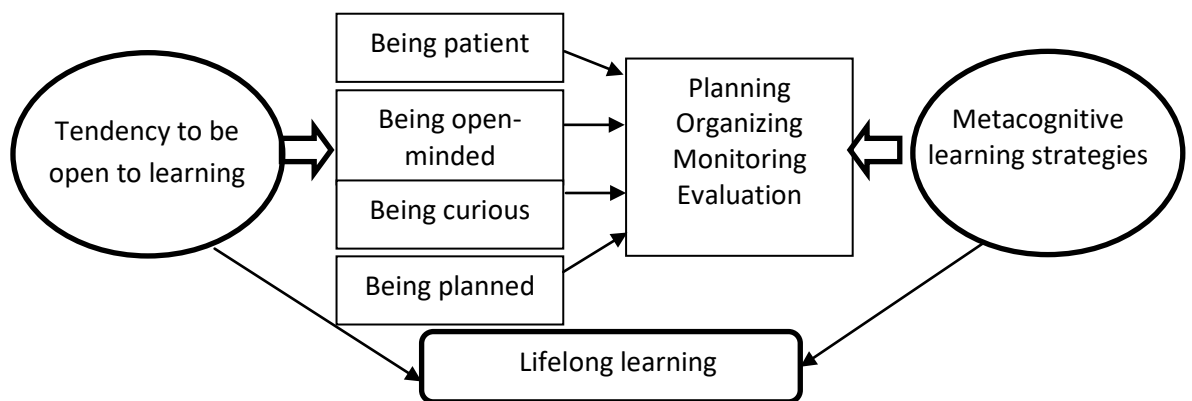 Tendency to be
open to learning
Being patient
Being open-
minded
Being curious
Being planned
Planning
Organizing
Monitoring
Evaluation
Metacognitive
learning strategies
Lifelong learning